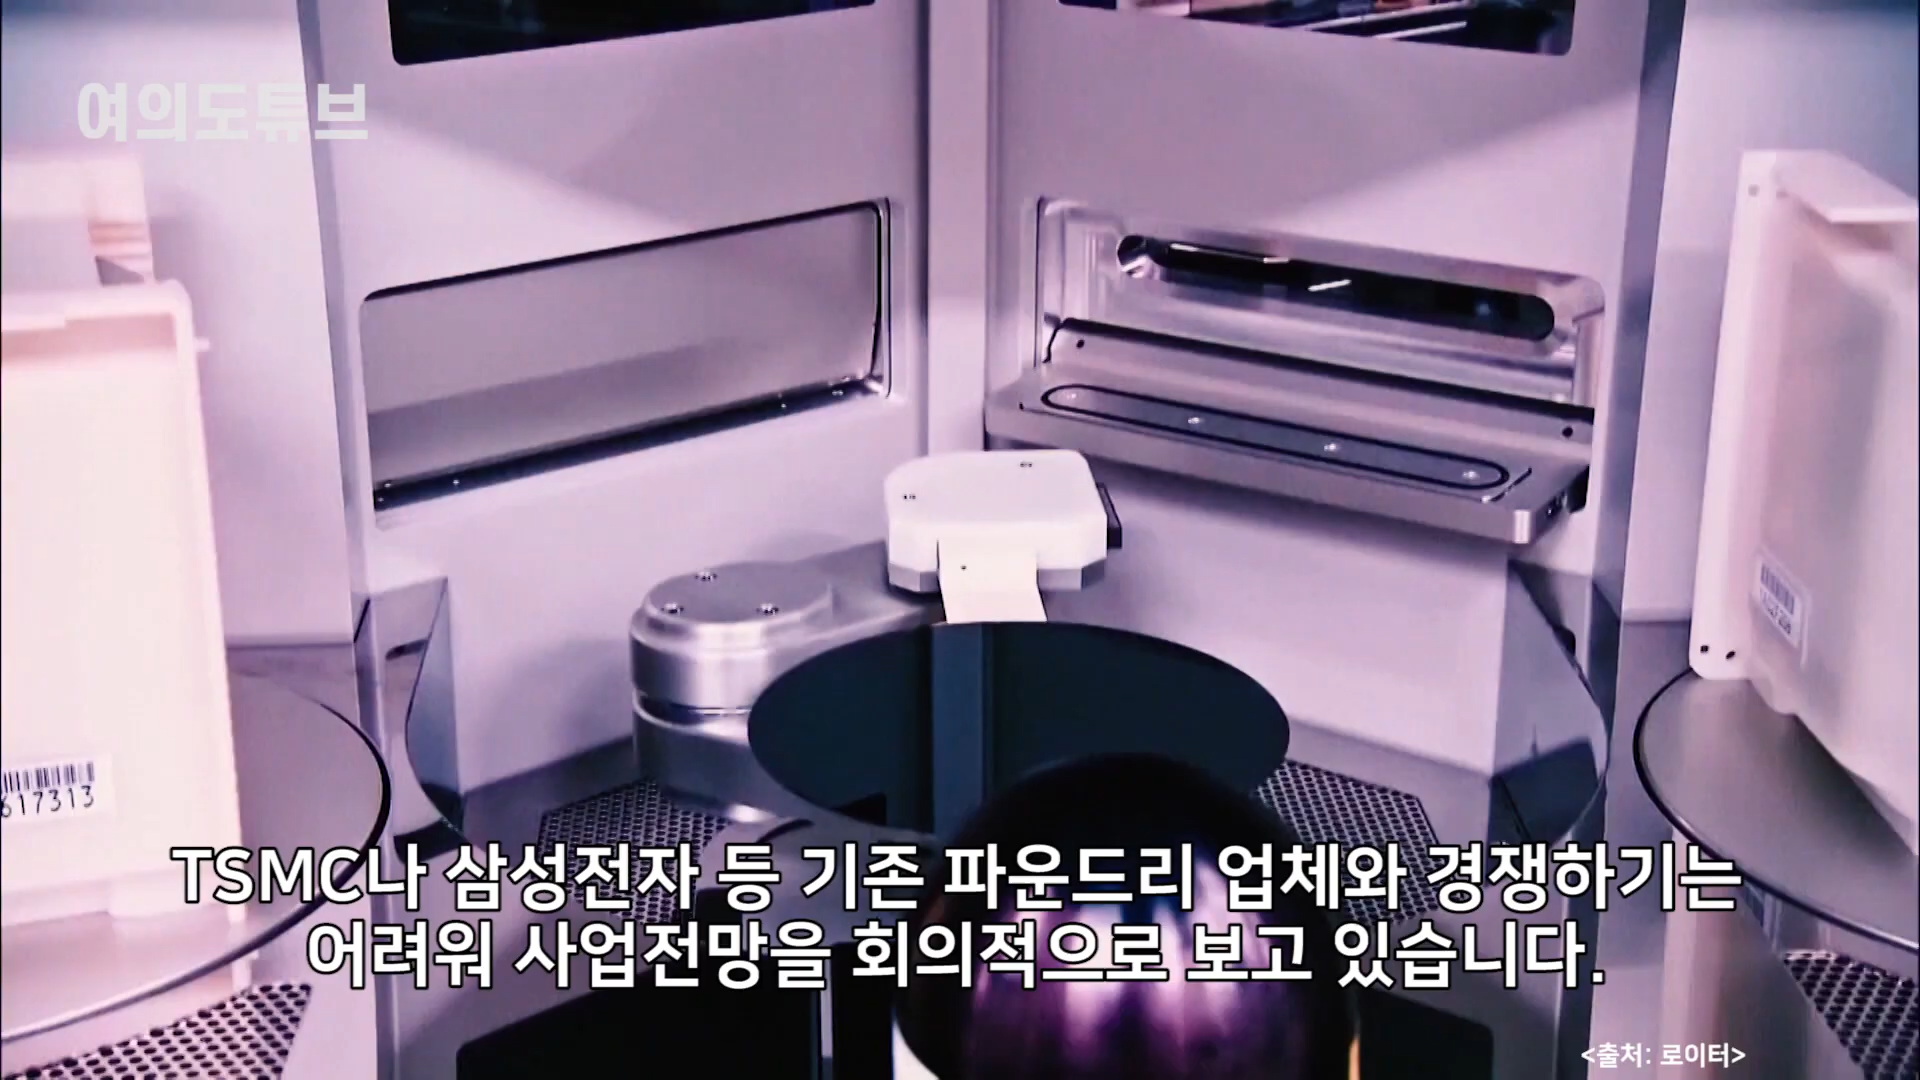 여의도튜브
617313
TSMC나 삼성전자 등 기존 파운드리 업체와 경쟁하기는
어려워 사업전망을 회의적으로 보고 있습니다.
<출처: 로이터>